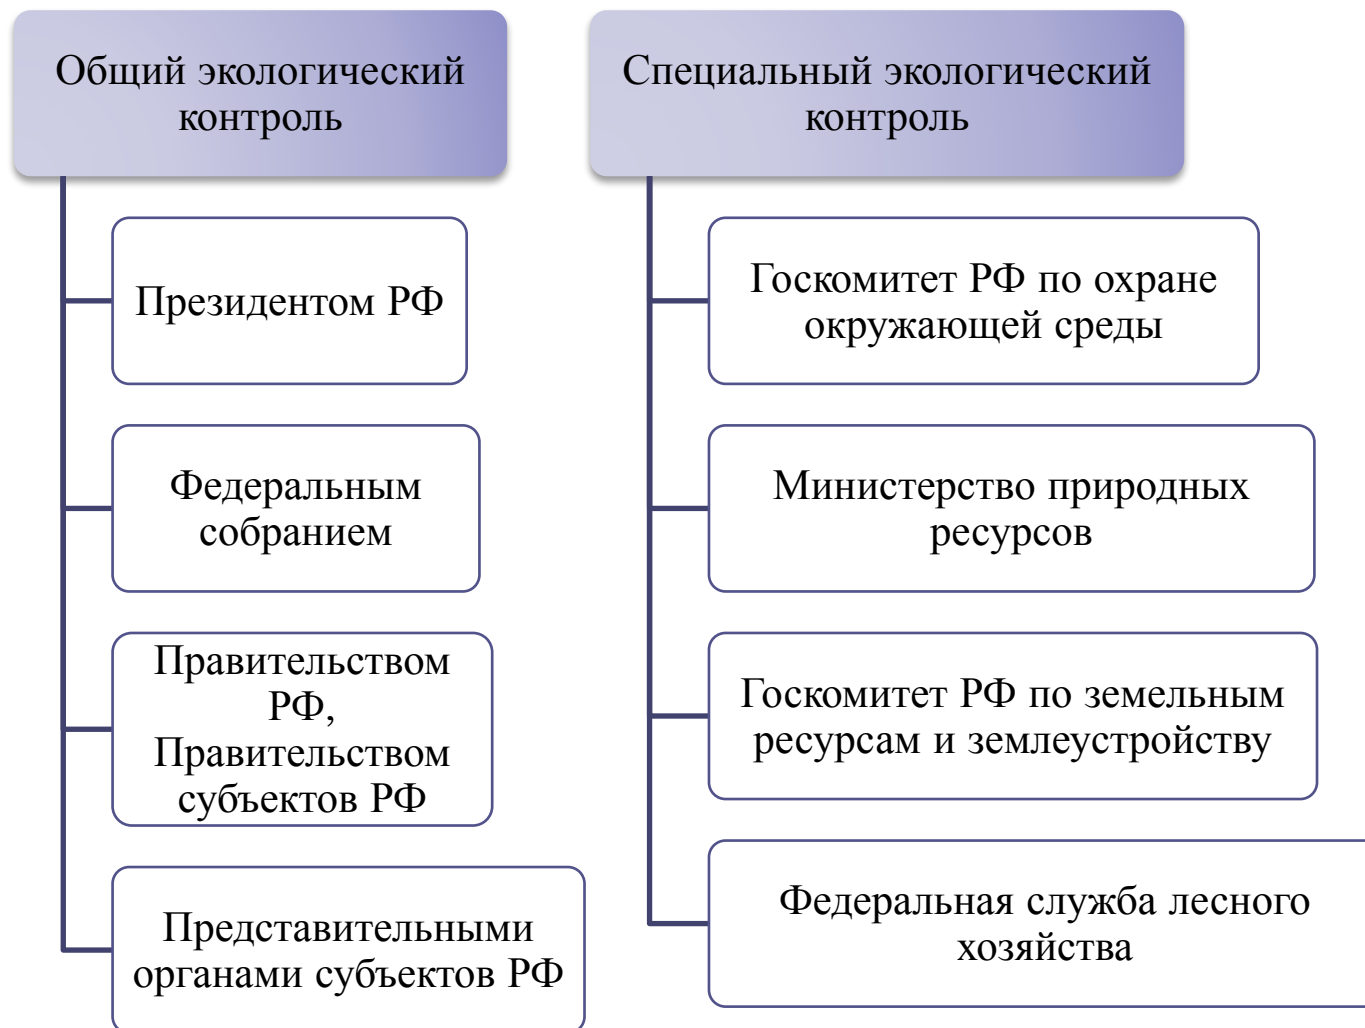 Общий экологический
контроль
Президентом РФ
Федеральным
собранием
Правительством
РФ,
Правительством
субъектов РФ
Представительными
органами субъектов РФ
Специальный экологический
контроль
Госкомитет РФ по охране
окружающей среды
Министерство природных
ресурсов
Госкомитет РФ по земельным
ресурсам и землеустройству
Федеральная служба лесного
хозяйства